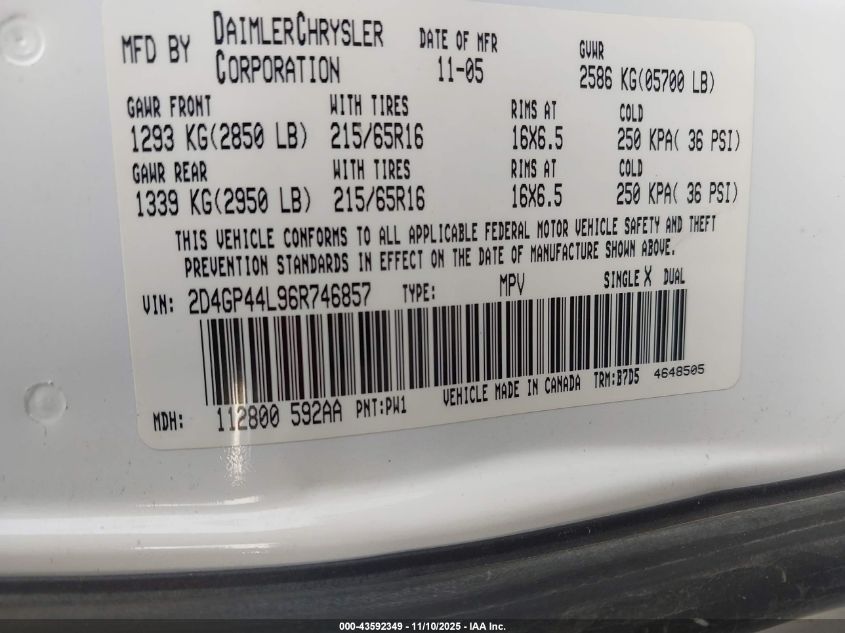 MFD BY DAIMLERCHRYSLER CORPORATION DATE OF MFR 11-05 GVWR 2586 KG(05700 LB)
GAWR FRONT WITH TIRES RIMS AT COLD
1293 KG(2850 LB) 215/65R16 16X6.5 250 KPA( 36 PSI)
GAWR REAR WITH TIRES RIMS AT COLD
1339 KG(2950 LB) 215/65R16 16X6.5 250 KPA( 36 PSI)
THIS VEHICLE CONFORMS TO ALL APPLICABLE FEDERAL MOTOR VEHICLE SAFETY AND THEFT
PREVENTION STANDARDS IN EFFECT ON THE DATE OF MANUFACTURE SHOWN ABOVE.
VIN: 2D4GP44L96R746857 TYPE: MPV SINGLE X DUAL
MDH: 112800 592AA PNT:PW1 VEHICLE MADE IN CANADA TRM:B7D5 4648505
000-43592349 - 11/10/2025 - IAA Inc.